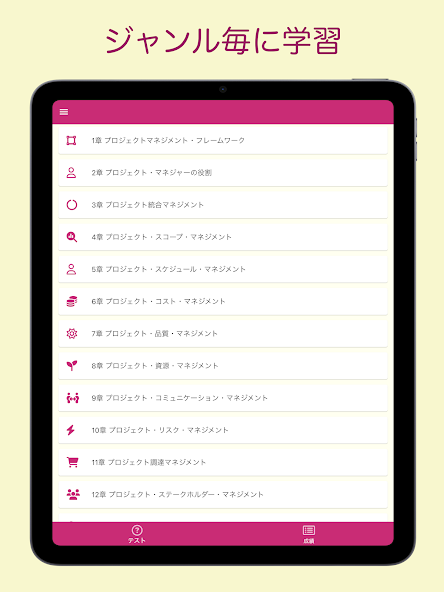 ジャンル毎に学習
1章 プロジェクトマネジメント・フレームワーク
2章 プロジェクト・マネジャーの役割
3章 プロジェクト統合マネジメント
4章 プロジェクト・スコープ・マネジメント
5章 プロジェクト・スケジュール・マネジメント
6章 プロジェクト・コスト・マネジメント
7章 プロジェクト・品質・マネジメント
8章 プロジェクト・資源・マネジメント
9章 プロジェクト・コミュニケーション・マネジメント
10章 プロジェクト・リスク・マネジメント
11章 プロジェクト調達マネジメント
12章 プロジェクト・ステークホルダー・マネジメント
テスト
成績